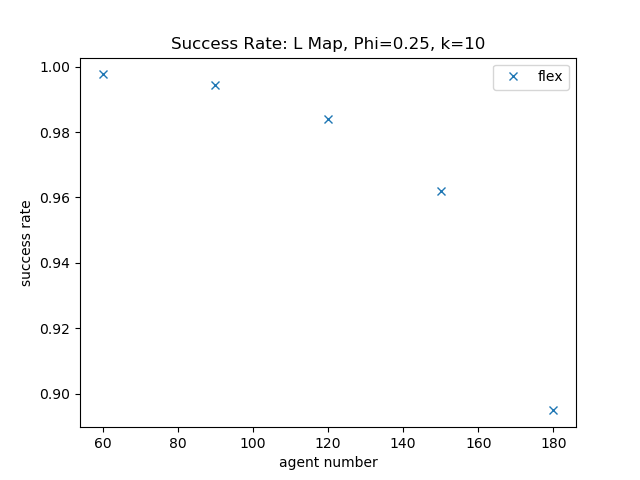 Success Rate: L Map, Phi=0.25, k=10
flex
1.00
0.98
0.96
0.94
0.92
0.90
success rate
60 80 100 120 140 160 180
agent number